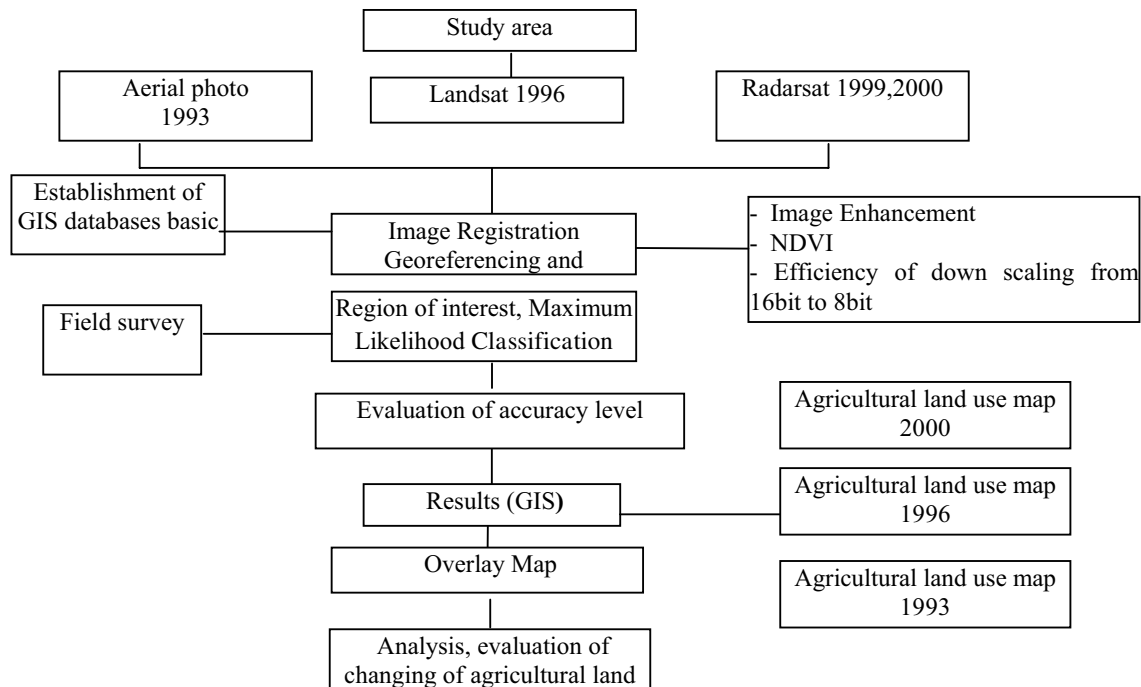 Study area
Aerial photo
1993
Landsat 1996
Radarsat 1999,2000
Establishment of
GIS databases basic
Image Registration
Georeferencing and
- Image Enhancement
- NDVI
- Efficiency of down scaling from
16bit to 8bit
Field survey
Region of interest, Maximum
Likelihood Classification
Evaluation of accuracy level
Agricultural land use map
2000
Results (GIS)
Agricultural land use map
1996
Overlay Map
Agricultural land use map
1993
Analysis, evaluation of
changing of agricultural land